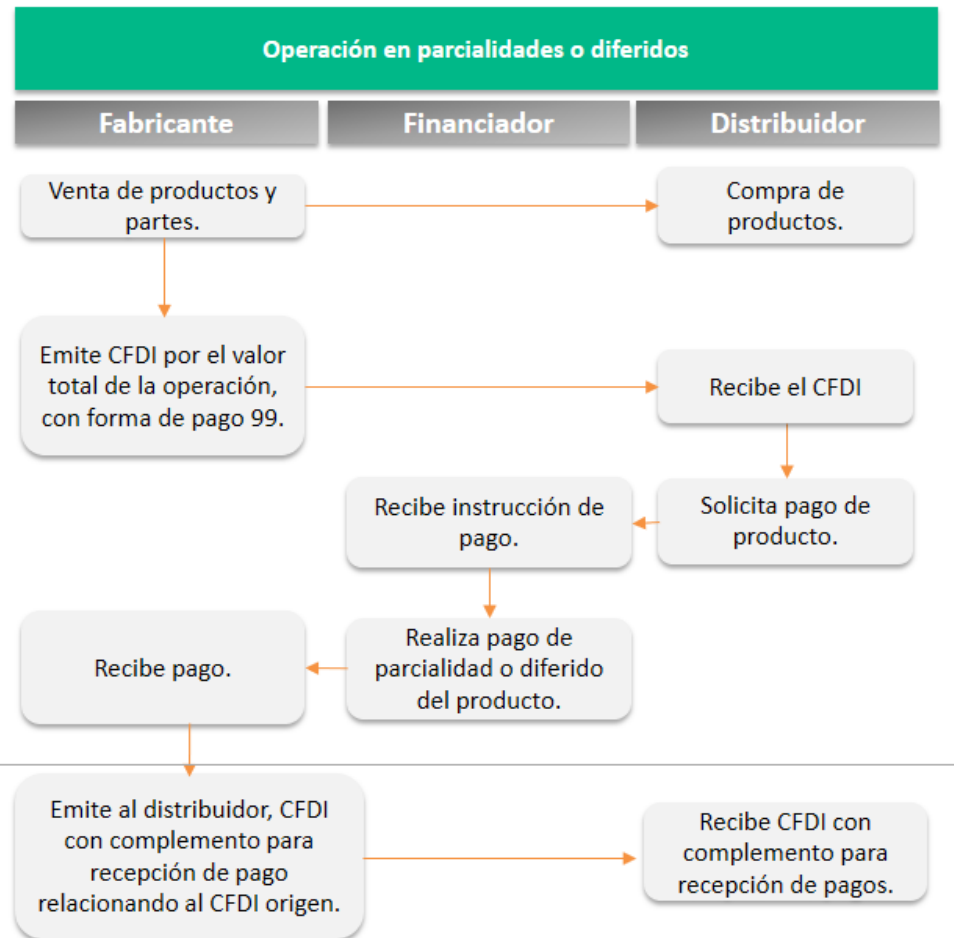 Operación en parcialidades o diferidos
Fabricante
Financiador
Distribuidor
Venta de productos y
partes.
Compra de
productos.
Emite CFDI por el valor
total de la operación,
con forma de pago 99.
Recibe el CFDI
Solicita pago de
producto.
Recibe instrucción de
pago.
Realiza pago de
parcialidad o diferido
del producto.
Recibe pago.
Emite al distribuidor, CFDI
con complemento para
recepción de pago
relacionando al CFDI origen.
Recibe CFDI con
complemento para
recepción de pagos.